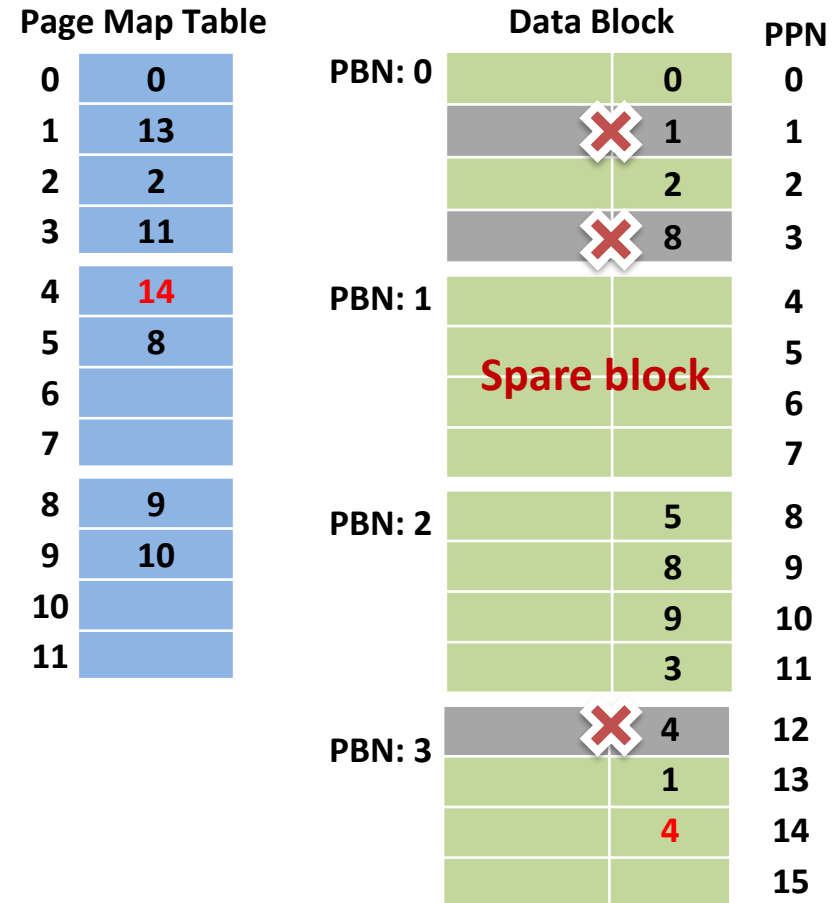 Page Map Table Data Block PPN
0 0 PBN: 0 0 0
1 13 1 1
2 2 2 2
3 11 8 3
4 14 PBN: 1 4
5 8 Spare block 5
6 6
7 7
8 9 PBN: 2 5 8
9 10 8 9
10 9 10
11 3 11
PBN: 3 4 12
1 13
4 14
15